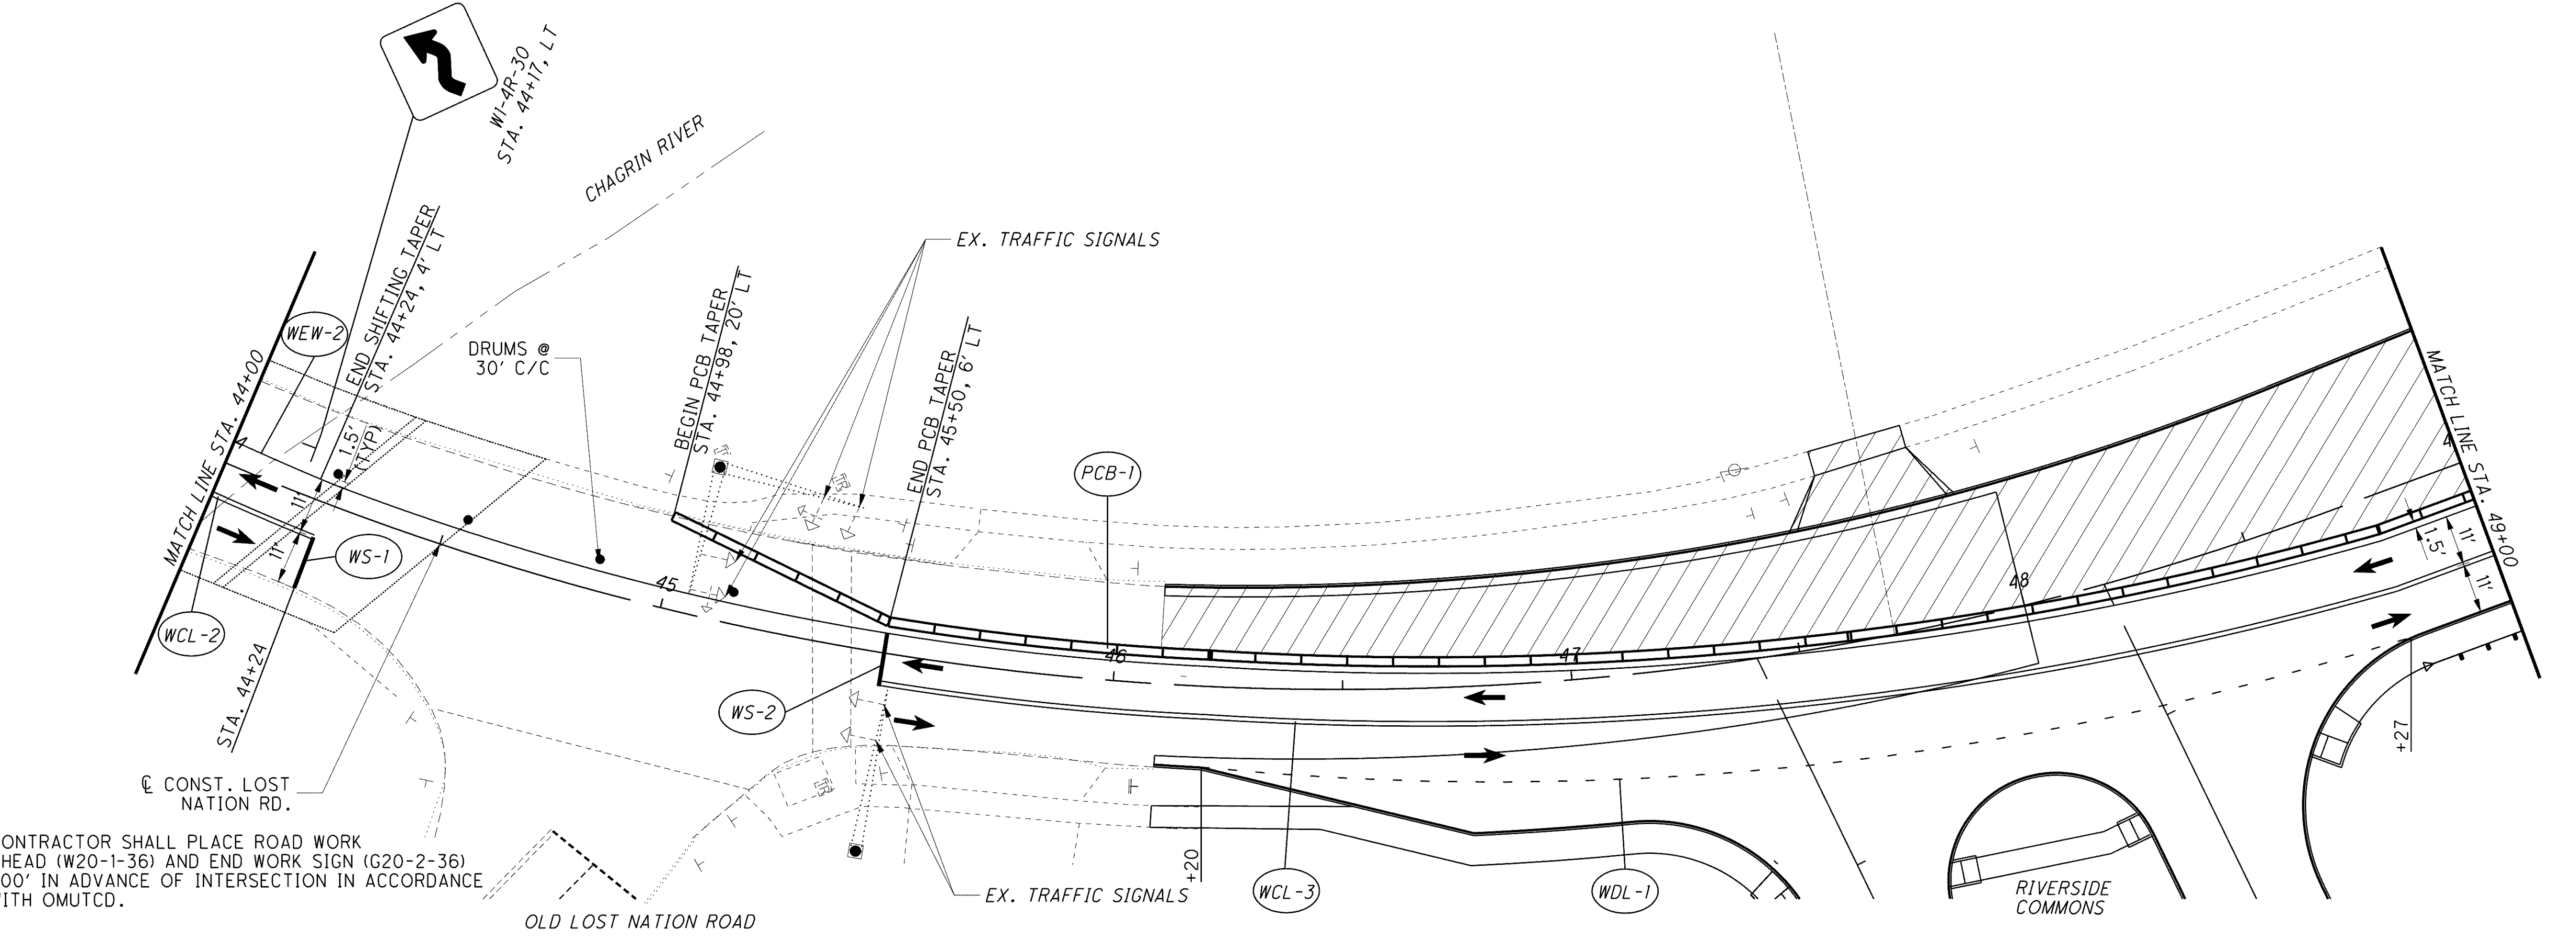 W1-4R-30
STA. 44+17, LT
CHAGRIN RIVER
END SHIFTING TAPER
STA. 44+24, 4' LT
EX. TRAFFIC SIGNALS
BEGIN PCB TAPER
STA. 44+98, 20' LT
END PCB TAPER
STA. 45+50, 6' LT
WEW-2
DRUMS @
30' C/C
MATCH LINE STA. 44+00
1.5'
(TYP)
11'
11'
WS-1
WCL-2
STA. 44+24
45
PCB-1
46
47
48
MATCH LINE STA. 49+00
11'
1.5'
11'
WS-2
TR
TR
℄ CONST. LOST
NATION RD.
+27
+20
WCL-3
WDL-1
RIVERSIDE
COMMONS
EX. TRAFFIC SIGNALS
OLD LOST NATION ROAD
ONTRACTOR SHALL PLACE ROAD WORK
HEAD (W20-1-36) AND END WORK SIGN (G20-2-36)
00' IN ADVANCE OF INTERSECTION IN ACCORDANCE
ITH OMUTCD.